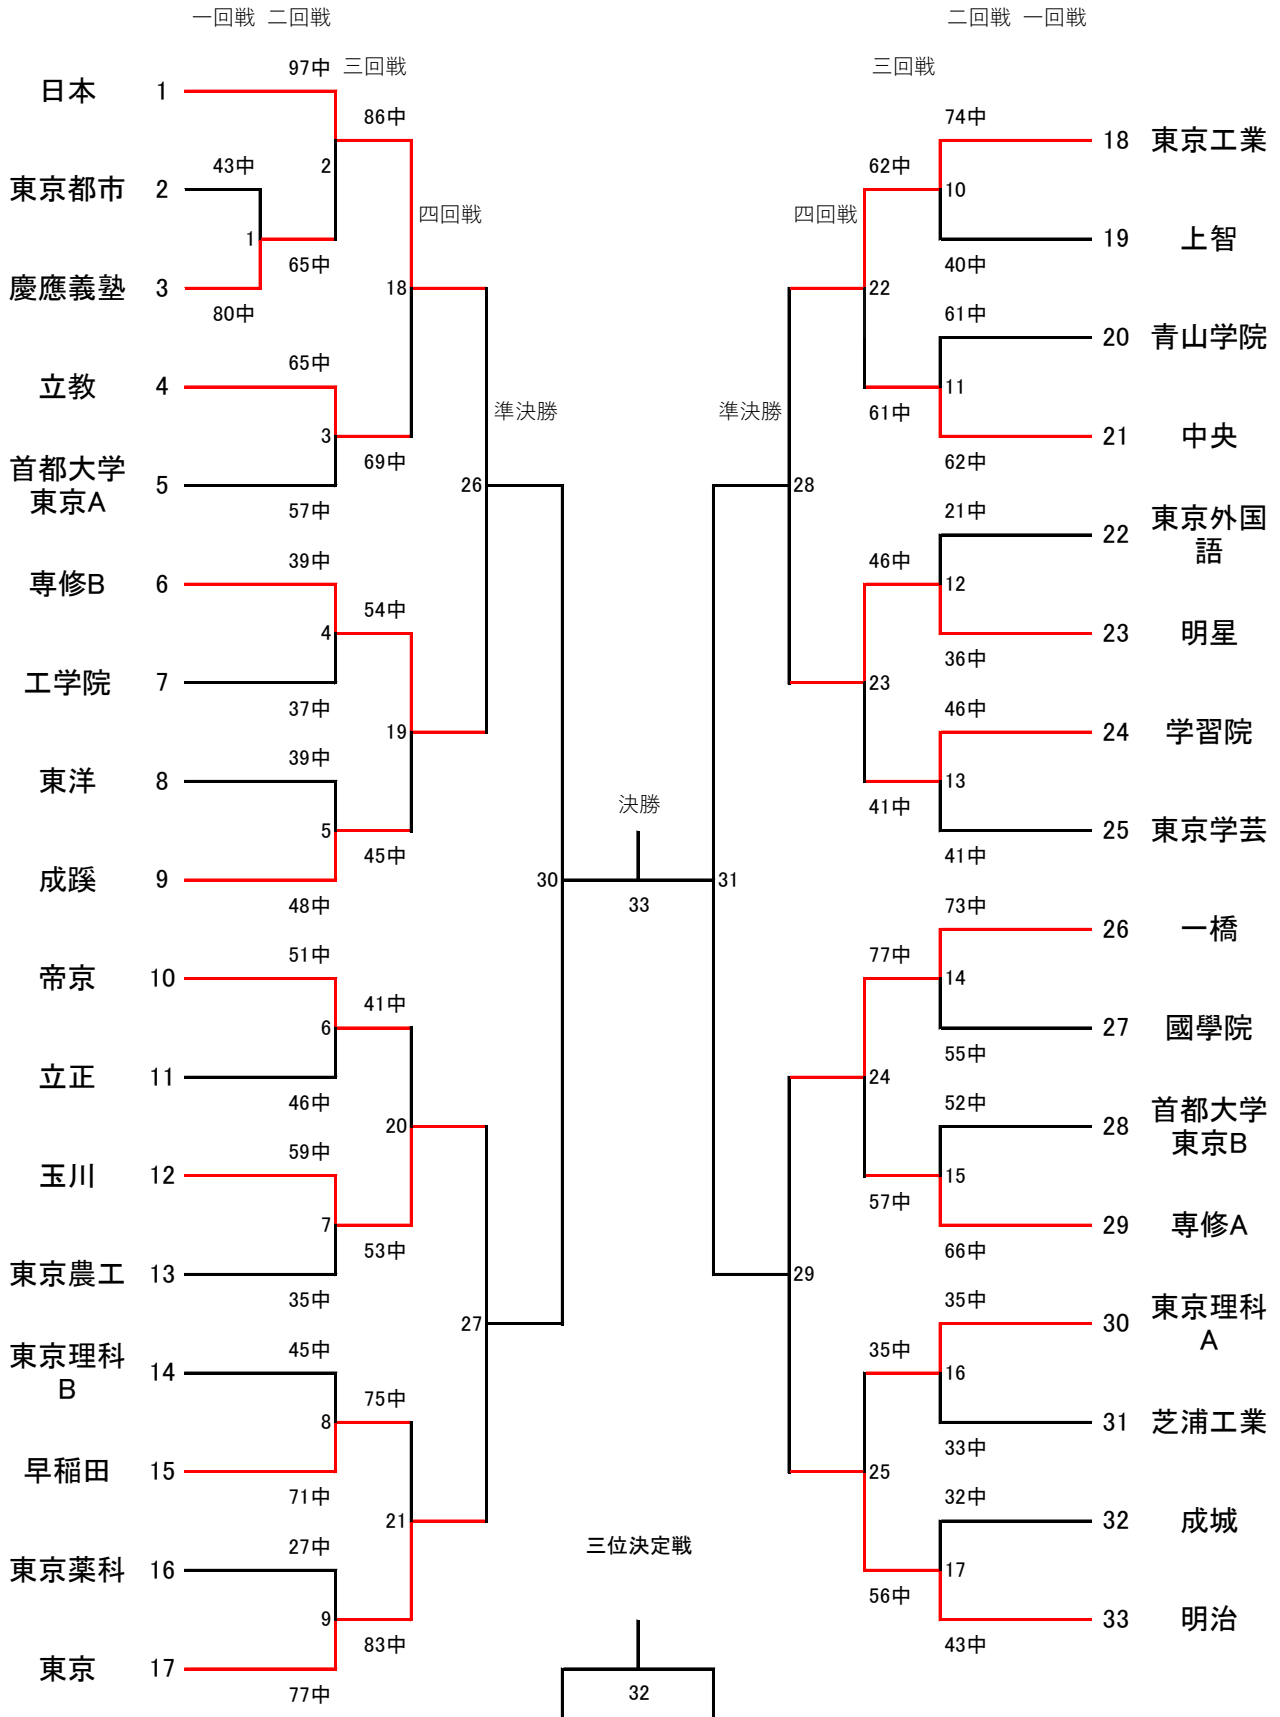 一回戦 二回戦
二回戦 一回戦
97中 三回戦
三回戦
日本 1
86中
74中
18 東京工業
43中
2
62中
東京都市 2
10
四回戦
四回戦
1
19 上智
65中
40中
慶應義塾 3
18
22
80中
61中
20 青山学院
65中
立教 4
11
準決勝
準決勝
61中
3
21 中央
69中
62中
首都大学
東京A
5
26
28
57中
21中
22
東京外国
語
39中
46中
専修B 6
12
54中
4
23 明星
36中
工学院 7
23
37中
46中
19
24 学習院
39中
東洋 8
13
決勝
41中
5
25 東京学芸
45中
41中
成蹊 9
30
31
48中
33
73中
26 一橋
51中
77中
帝京 10
14
41中
6
27 國學院
55中
立正 11
24
46中
52中
20
28
首都大学
東京B
59中
玉川 12
15
57中
7
29 専修A
53中
66中
東京農工 13
29
35中
35中
27
30
東京理科
A
45中
35中
東京理科
B
14
16
75中
8
31 芝浦工業
33中
早稲田 15
25
71中
32中
21
32 成城
27中
三位決定戦
東京薬科 16
17
56中
9
33 明治
83中
43中
東京 17
77中
32